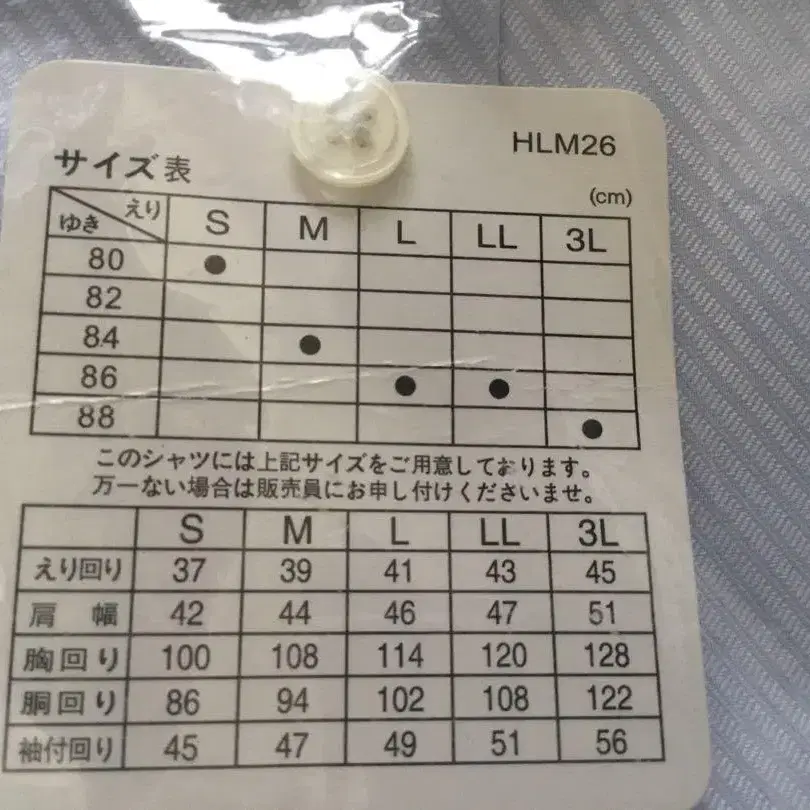 HLM26
サイズ表
(cm)
えり
ゆき S M L LL 3L
80 ●
82
84 ●
86 ● ●
88 ●
このシャツには上記サイズをご用意しております。
万一ない場合は販売員にお申し付けくださいませ。
S M L LL 3L
えり回り 37 39 41 43 45
肩幅 42 44 46 47 51
胸回り 100 108 114 120 128
胴回り 86 94 102 108 122
袖付回り 45 47 49 51 56